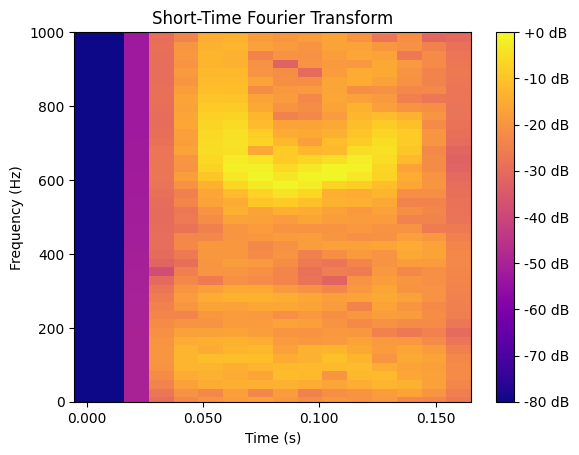 Short-Time Fourier Transform
1000
800
600
400
200
0
Frequency (Hz)
0.000
0.050
0.100
0.150
Time (s)
+0 dB
-10 dB
-20 dB
-30 dB
-40 dB
-50 dB
-60 dB
-70 dB
-80 dB